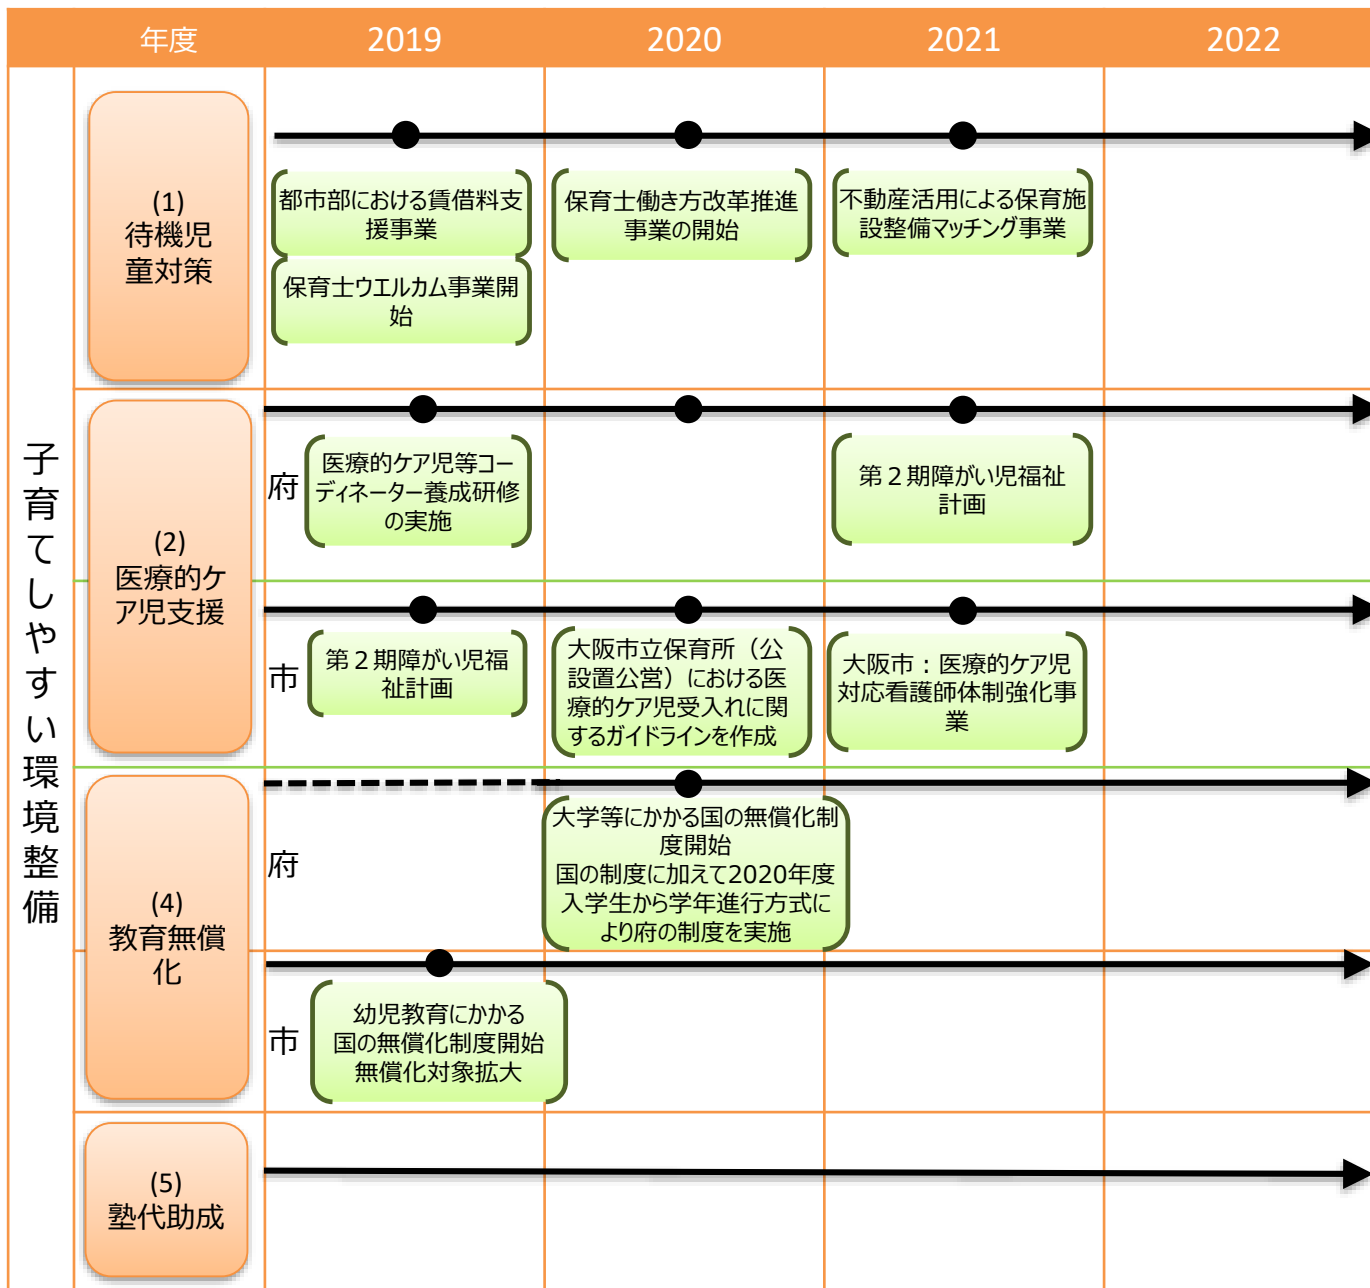 年度 2019 2020 2021 2022
子育てしやすい環境整備
(1)
待機児
童対策
都市部における賃借料支
援事業
保育士ウエルカム事業開
始
保育士働き方改革推進
事業の開始
不動産活用による保育施
設整備マッチング事業
(2)
医療的ケ
ア児支援
府
医療的ケア児等コー
ディネーター養成研修
の実施
第２期障がい児福祉
計画
市
第２期障がい児福
祉計画
大阪市立保育所（公
設置公営）における医
療的ケア児受入れに関
するガイドラインを作成
大阪市：医療的ケア児
対応看護師体制強化事
業
(4)
教育無償
化
府
大学等にかかる国の無償化制
度開始
国の制度に加えて2020年度
入学生から学年進行方式に
より府の制度を実施
市
幼児教育にかかる
国の無償化制度開始
無償化対象拡大
(5)
塾代助成